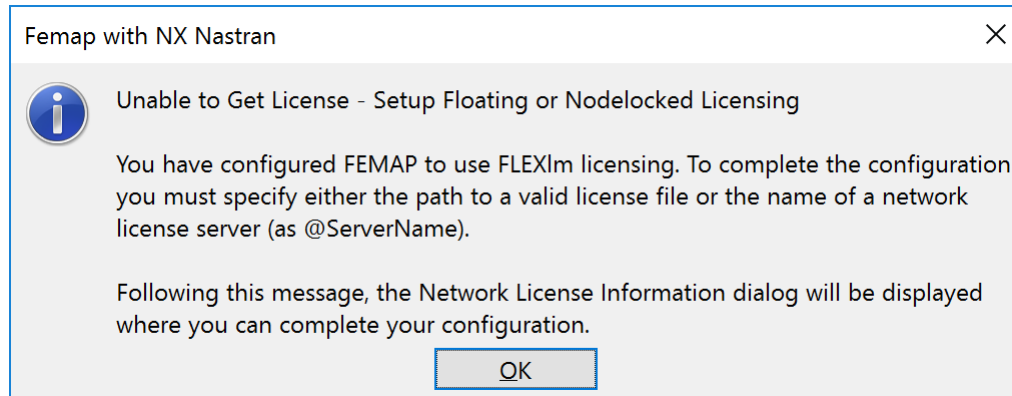 Femap with NX Nastran
Unable to Get License - Setup Floating or Nodelocked Licensing
You have configured FEMAP to use FLEXlm licensing. To complete the configuration
you must specify either the path to a valid license file or the name of a network
license server (as @ServerName).
Following this message, the Network License Information dialog will be displayed
where you can complete your configuration.
OK